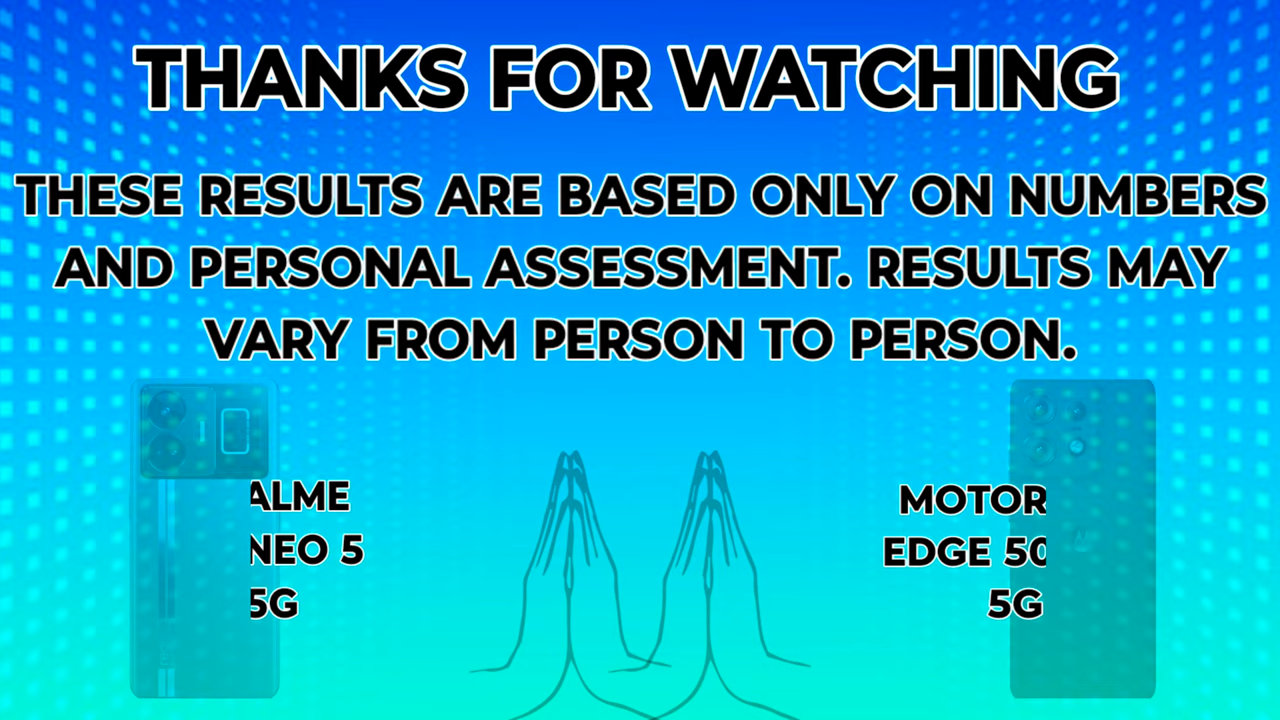 THANKS FOR WATCHING
THESE RESULTS ARE BASED ONLY ON NUMBERS
AND PERSONAL ASSESSMENT. RESULTS MAY
VARY FROM PERSON TO PERSON.
ALME
NEO 5
5G
MOTOR
EDGE 50
5G